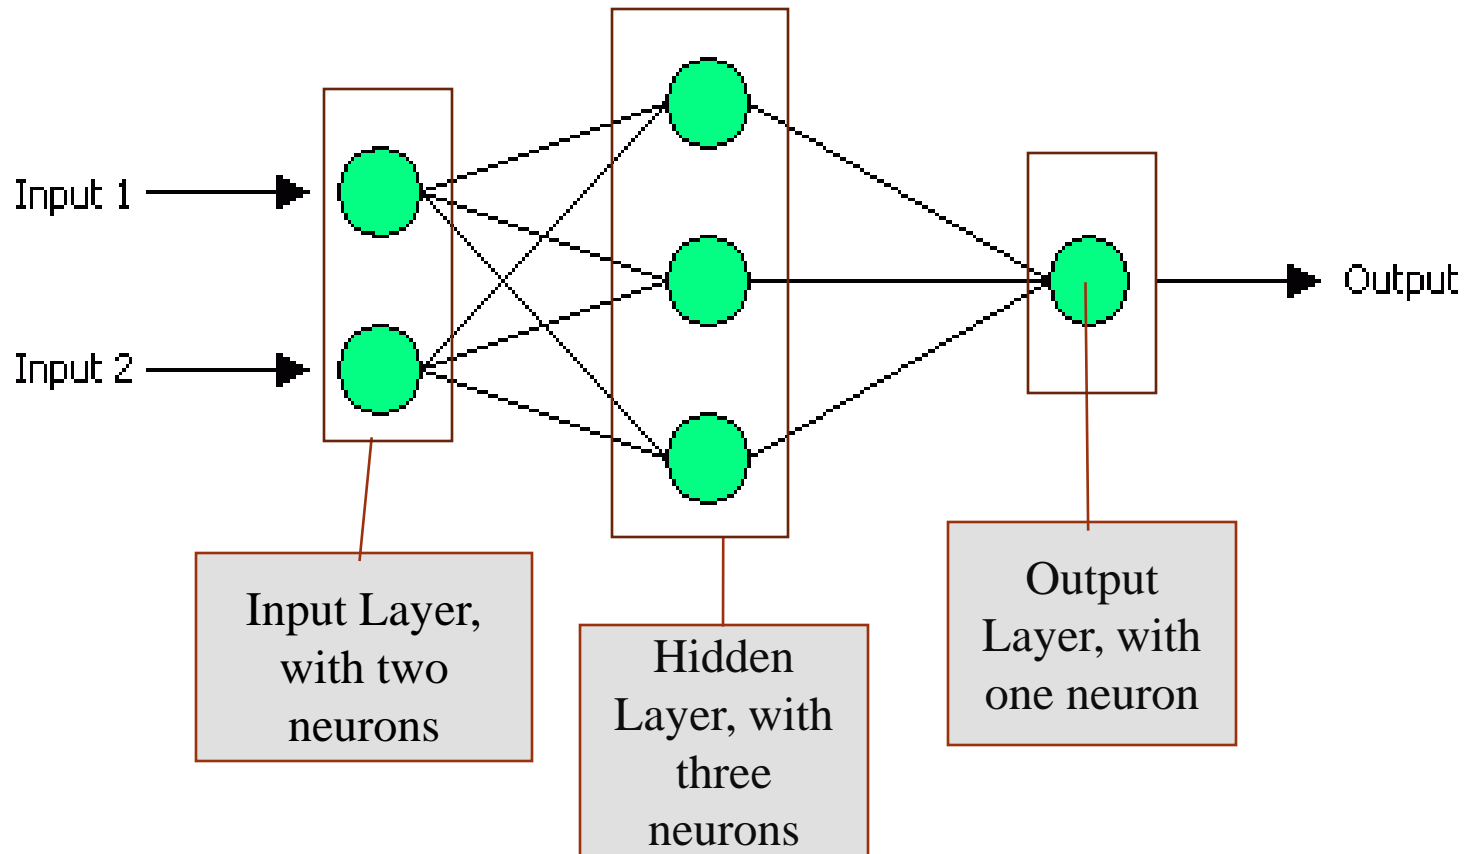 Input 1
Input 2
Output
Input Layer,
with two
neurons
Hidden
Layer, with
three
neurons
Output
Layer, with
one neuron